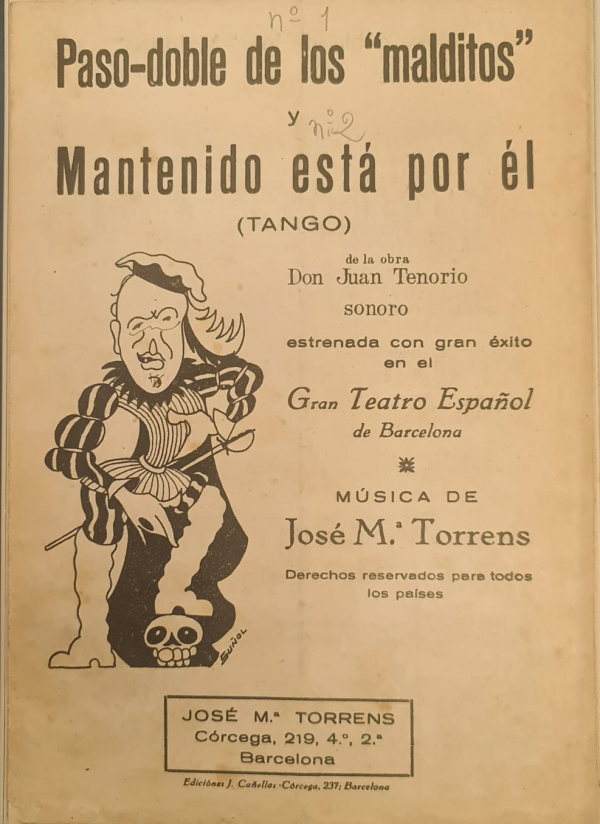 nº 1
Paso-doble de los "malditos"
y
nº 2
Mantenido está por él
(TANGO)
de la obra
Don Juan Tenorio
sonoro
estrenada con gran éxito
en el
Gran Teatro Español
de Barcelona
MÚSICA DE
José M.ª Torrens
Derechos reservados para todos
los países
SUÑOL
JOSÉ M.ª TORRENS
Córcega, 219, 4.º, 2.ª
Barcelona
Ediciónes J. Cañellas -Córcega, 237; Barcelona